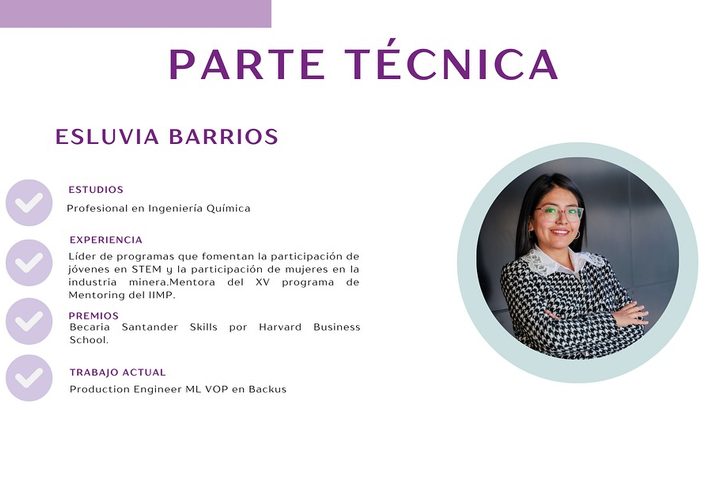 PARTE TÉCNICA
ESLUVIA BARRIOS
ESTUDIOS
Profesional en Ingeniería Química
EXPERIENCIA
Líder de programas que fomentan la participación de
jóvenes en STEM y la participación de mujeres en la
industria minera.Mentora del XV programa de
Mentoring del IIMP.
PREMIOS
Becaria Santander Skills por Harvard Business
School.
TRABAJO ACTUAL
Production Engineer ML VOP en Backus